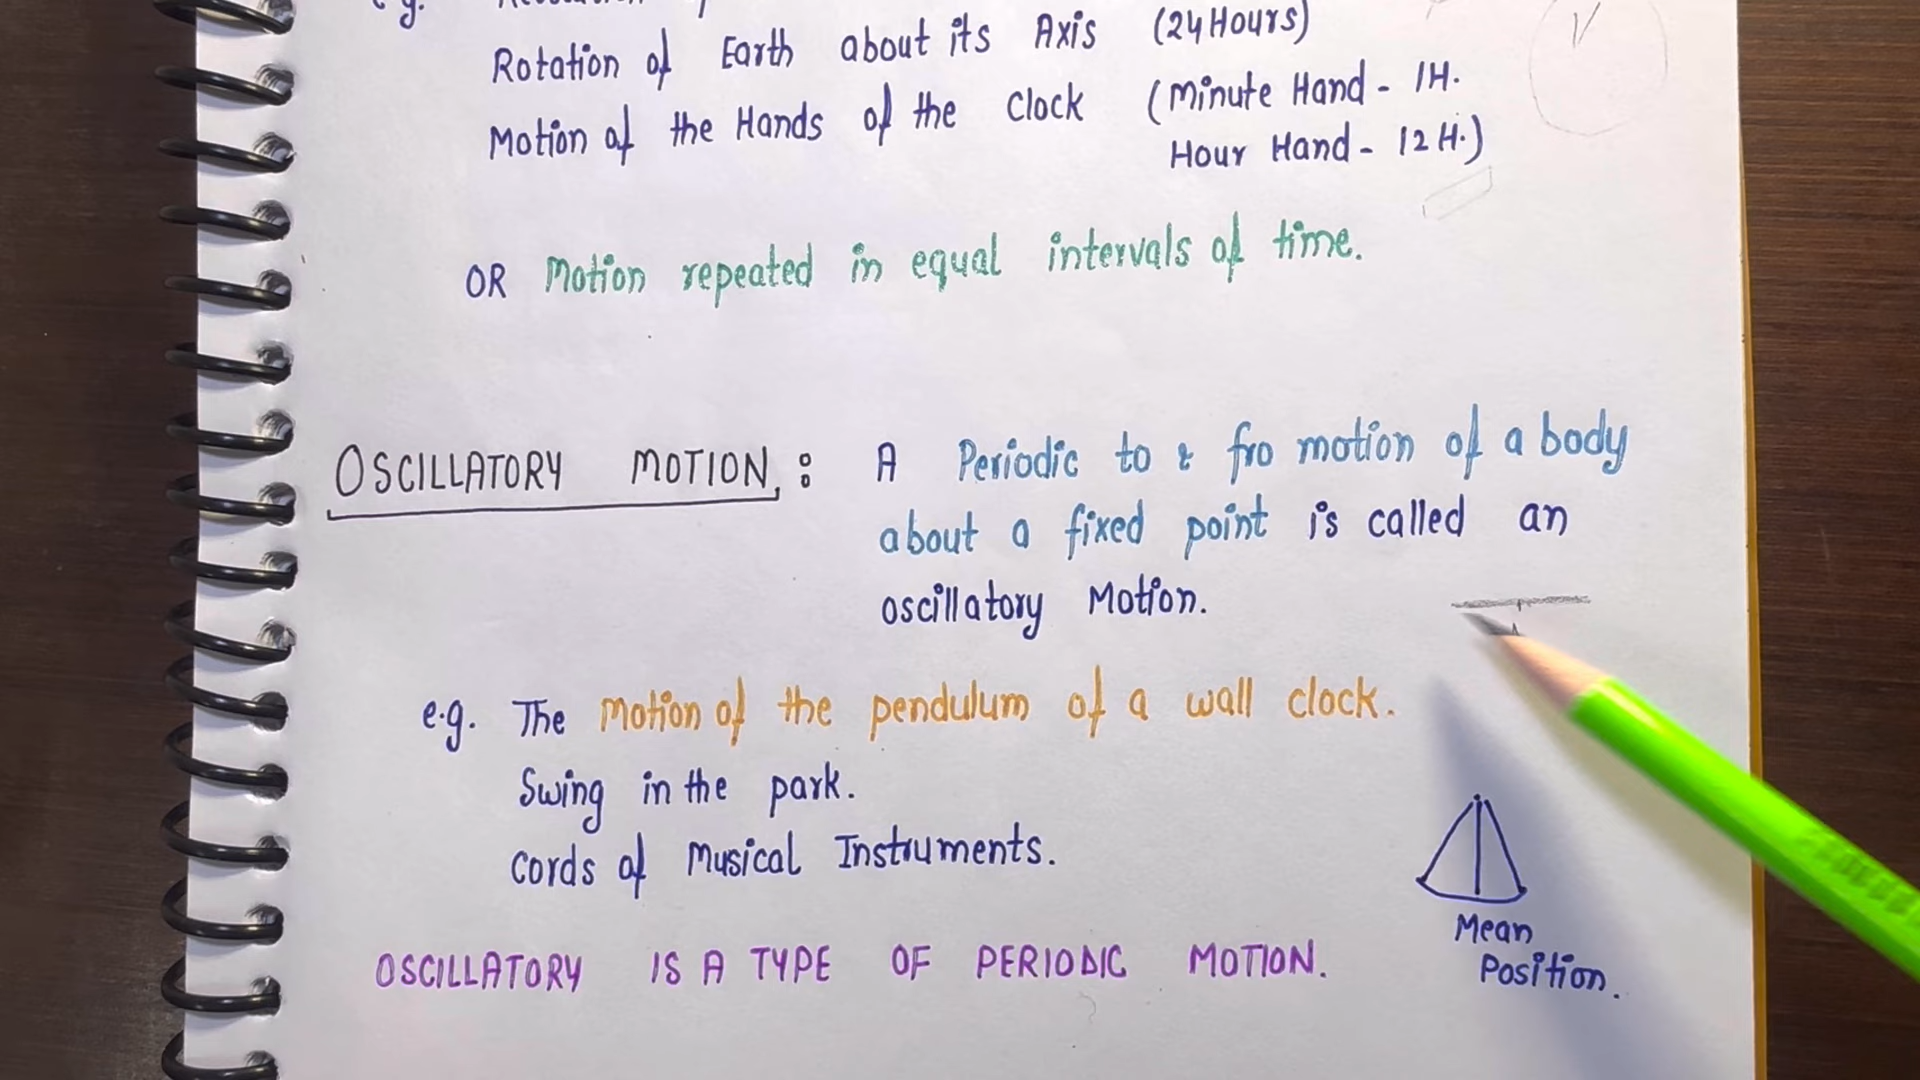 e.g.
Rotation of Earth about its Axis (24 Hours)
Motion of the Hands of the Clock (Minute Hand - 1H.
Hour Hand - 12 H.)
OR Motion repeated in equal intervals of time.
OSCILLATORY MOTION : A Periodic to & fro motion of a body
about a fixed point is called an
oscillatory Motion.
e.g. The Motion of the pendulum of a wall clock.
Swing in the park.
Cords of Musical Instruments.
Mean
Position.
OSCILLATORY IS A TYPE OF PERIODIC MOTION.